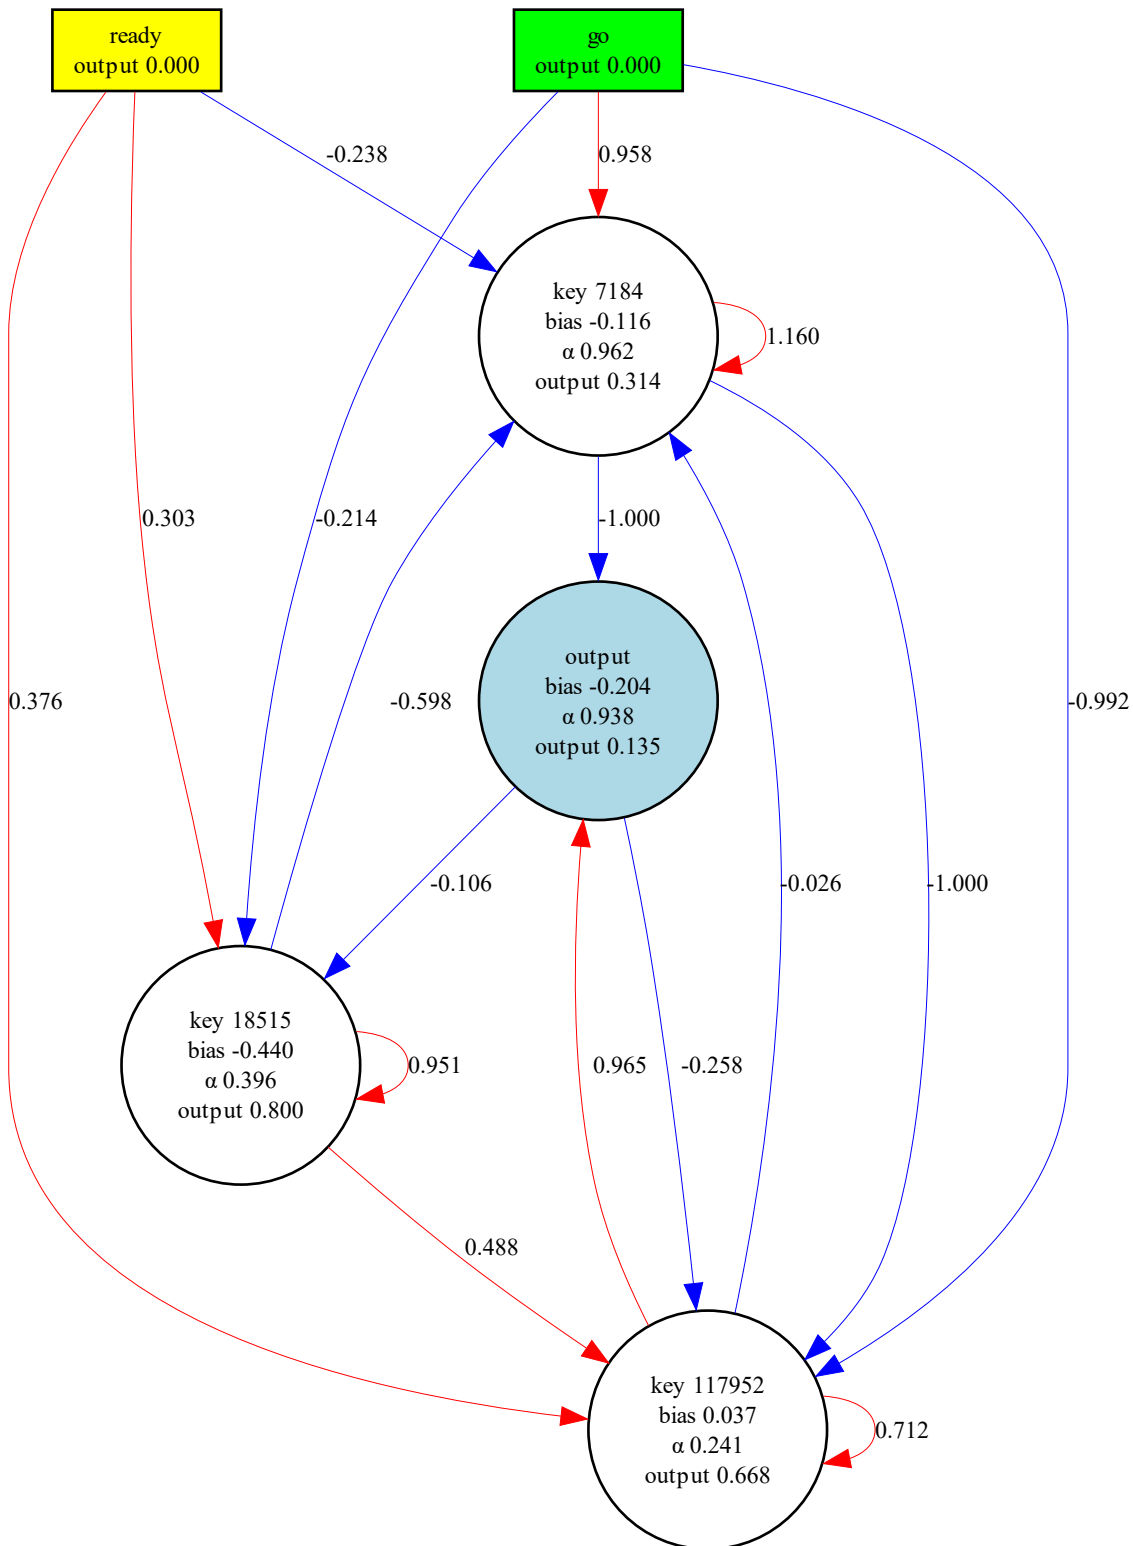 ready
output 0.000
go
output 0.000
-0.238
0.958
key 7184
bias -0.116
α 0.962
output 0.314
1.160
0.303
-0.214
-1.000
output
bias -0.204
α 0.938
output 0.135
0.376
-0.598
-0.992
-0.106
-0.026
-1.000
key 18515
bias -0.440
α 0.396
output 0.800
0.951
0.965
-0.258
0.488
key 117952
bias 0.037
α 0.241
output 0.668
0.712